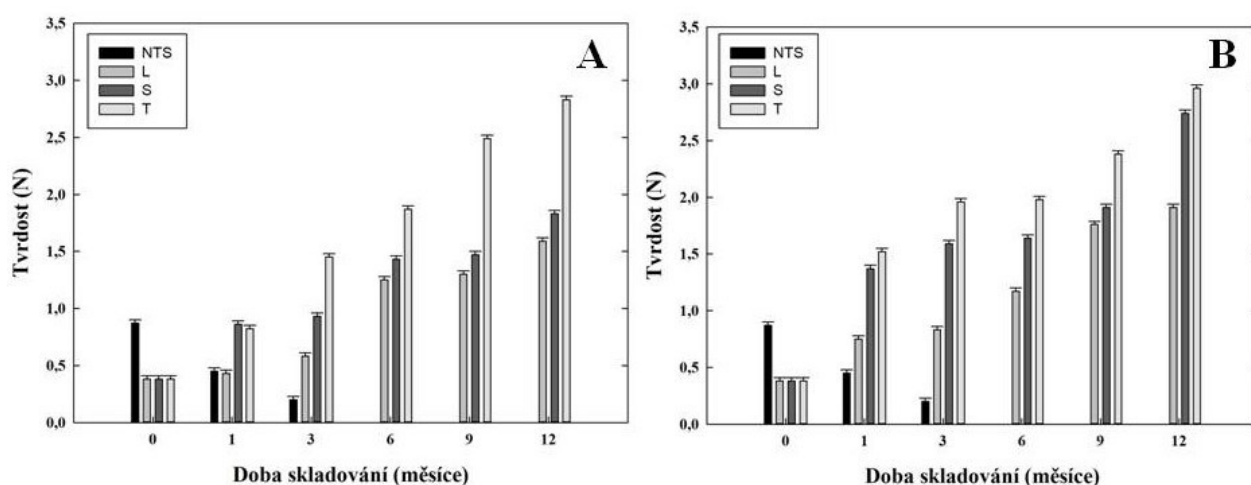 A
NTS
L
S
T
Tvrdost (N)
3,5
3,0
2,5
2,0
1,5
1,0
0,5
0,0
0 1 3 6 9 12
Doba skladování (měsíce)
B
NTS
L
S
T
Tvrdost (N)
3,5
3,0
2,5
2,0
1,5
1,0
0,5
0,0
0 1 3 6 9 12
Doba skladování (měsíce)